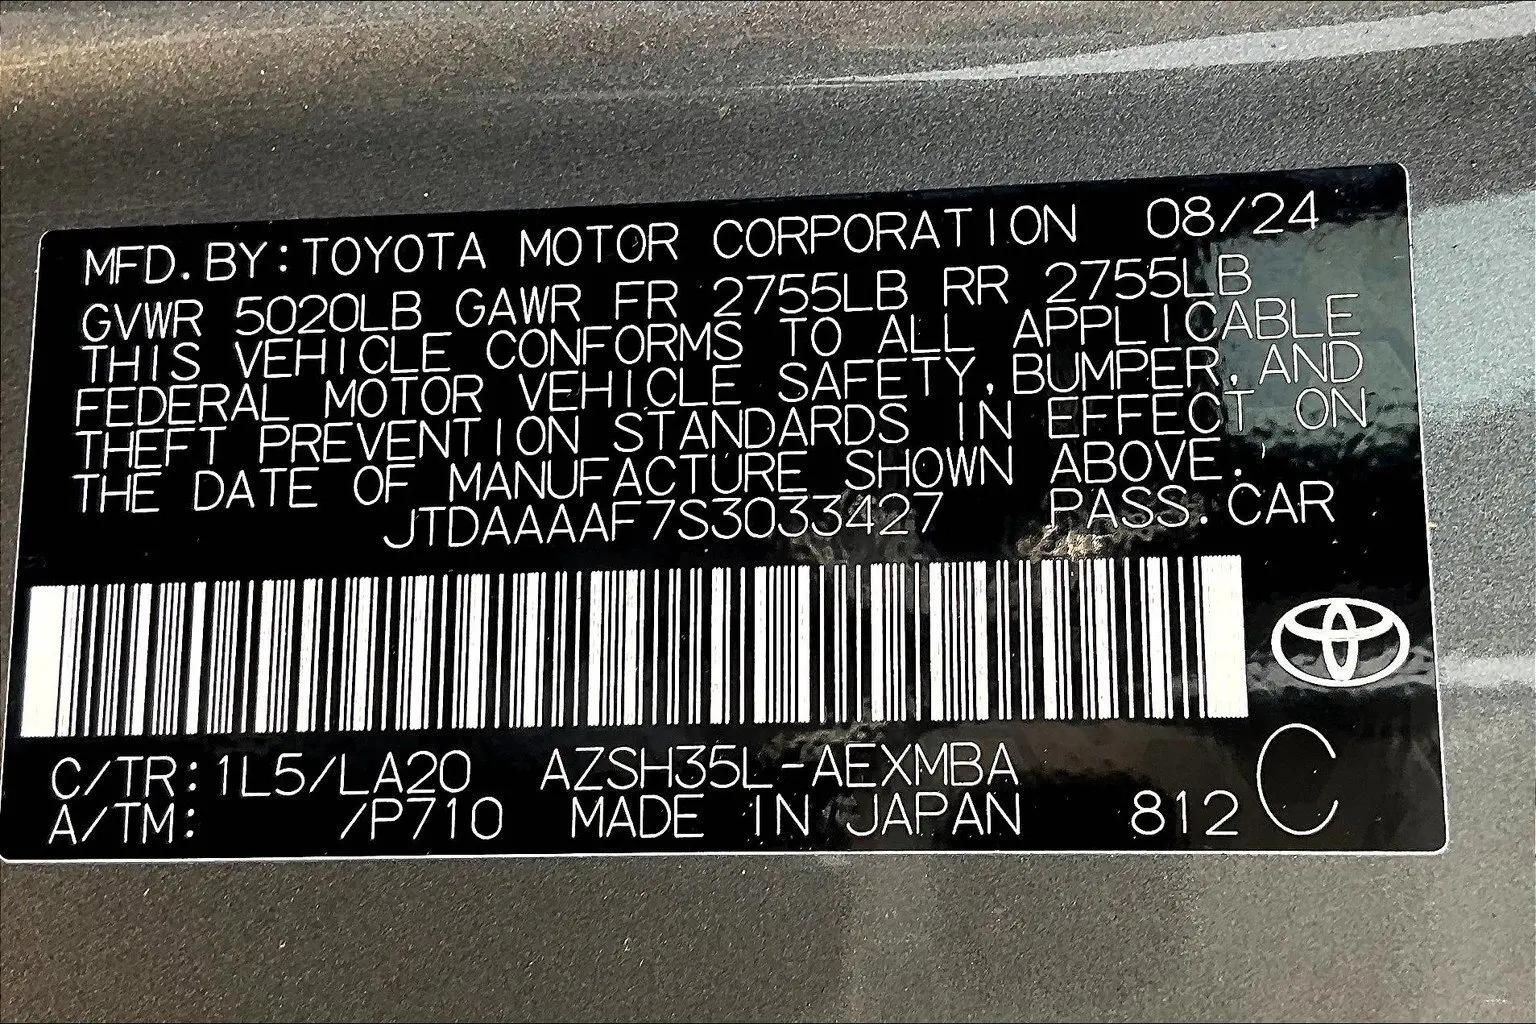 MFD. BY: TOYOTA MOTOR CORPORATION 08/24
GVWR 5020LB GAWR FR 2755LB RR 2755LB
THIS VEHICLE CONFORMS TO ALL APPLICABLE
FEDERAL MOTOR VEHICLE SAFETY, BUMPER, AND
THEFT PREVENTION STANDARDS IN EFFECT ON
THE DATE OF MANUFACTURE SHOWN ABOVE.
JTDAAAAF7S3033427 PASS. CAR
C/TR: 1L5/LA20 AZSH35L-AEXMBA
A/TM: /P710 MADE IN JAPAN 812 C